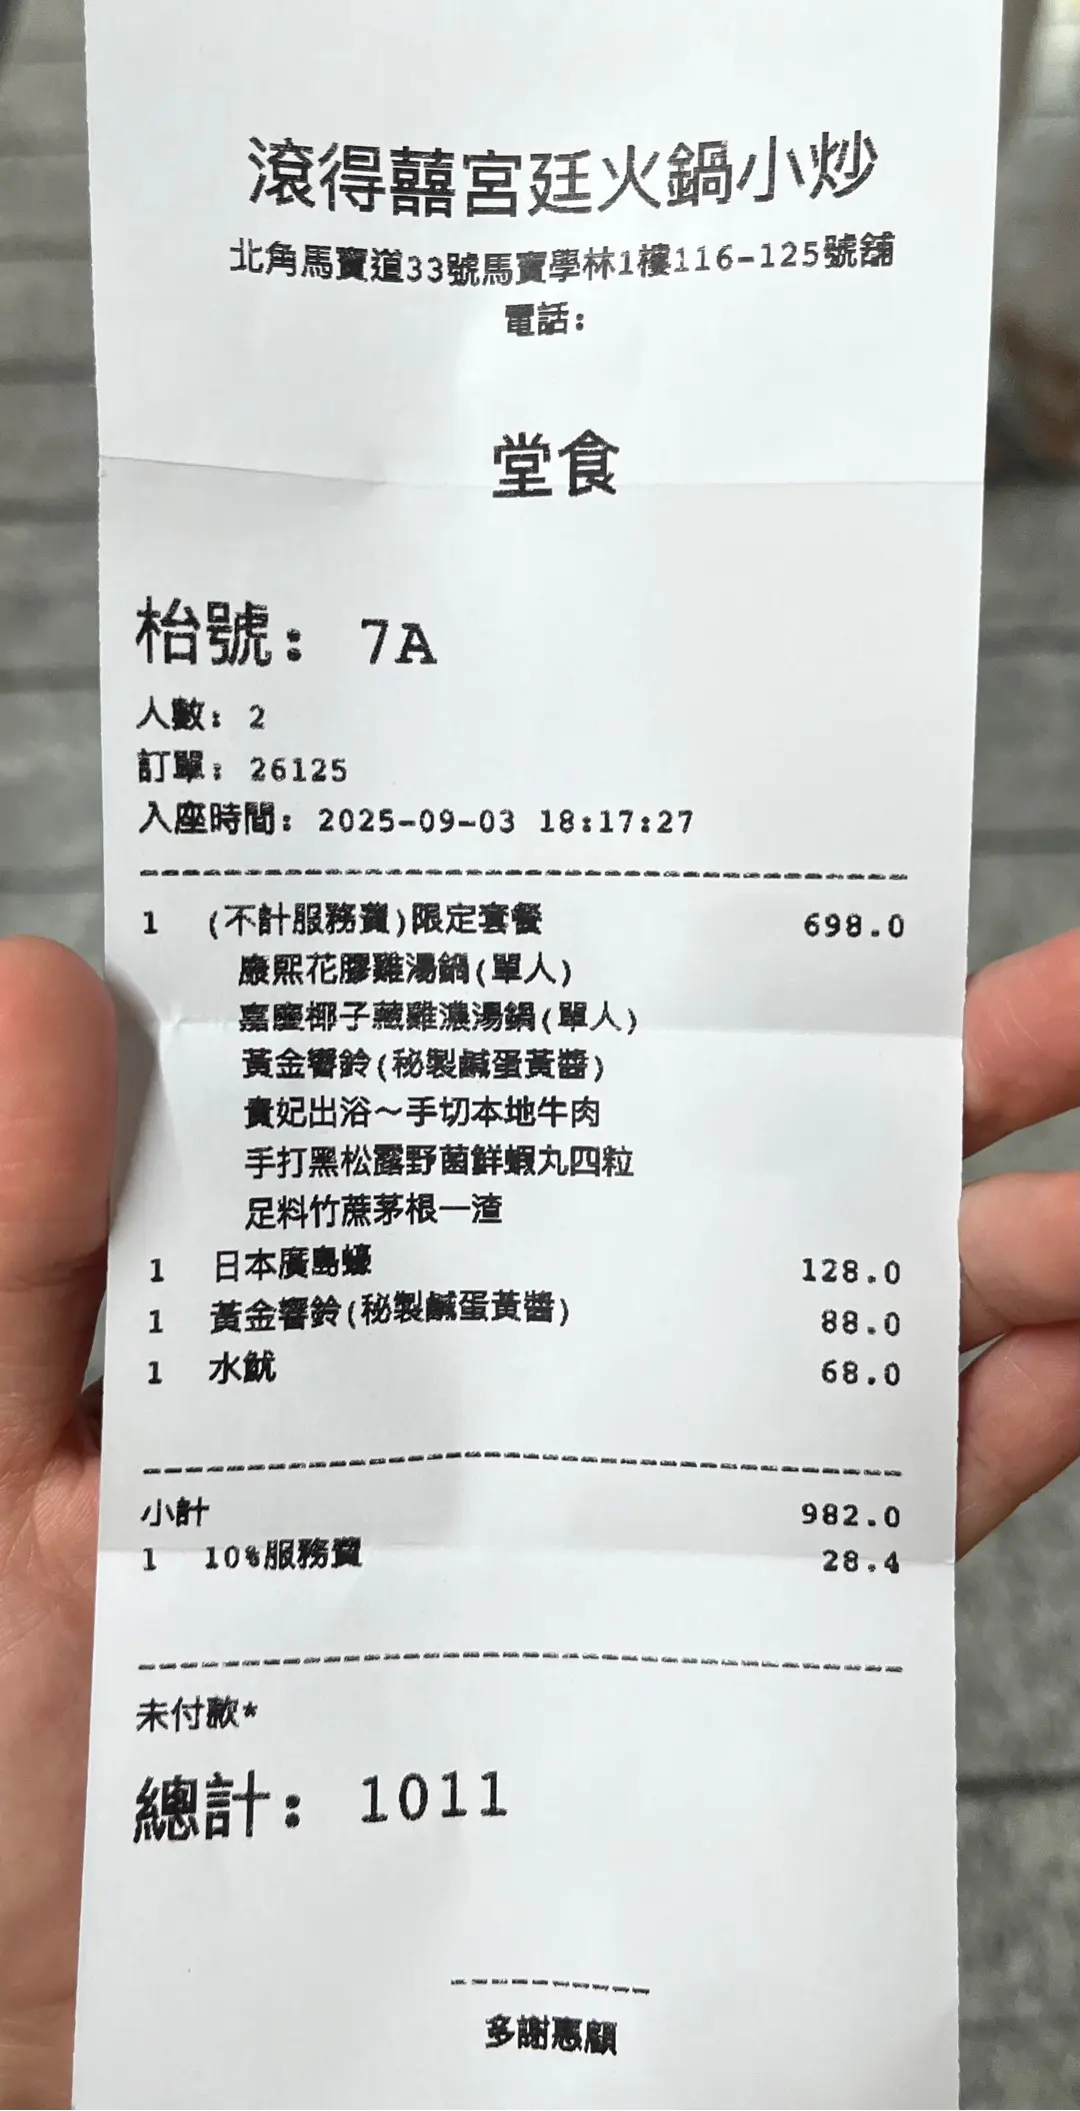 滾得囍宮廷火鍋小炒
北角馬寶道33號馬寶學林1樓116-125號舖
電話:
堂食
枱號: 7A
人數: 2
訂單: 26125
入座時間: 2025-09-03 18:17:27
1 (不計服務費)限定套餐 698.0
康熙花膠雞湯鍋(單人)
嘉慶椰子藏雞濃湯鍋(單人)
黃金響鈴(秘製鹹蛋黃醬)
貴妃出浴～手切本地牛肉
手打黑松露野菌鮮蝦丸四粒
足料竹蔗茅根一渣
1 日本廣島蠔 128.0
1 黃金響鈴(秘製鹹蛋黃醬) 88.0
1 水魷 68.0
小計 982.0
1 10%服務費 28.4
未付款*
總計: 1011
多謝惠顧